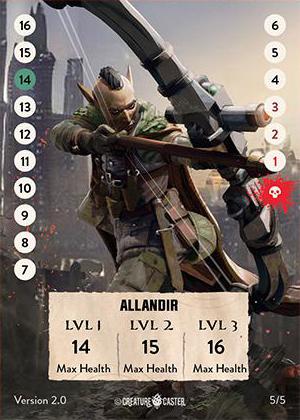 16 6
15 5
14 4
13 3
12 2
11 1
10
9
8
7
ALLANDIR
LVL 1 LVL 2 LVL 3
14 15 16
Max Health Max Health Max Health
Version 2.0 © CREATURE CASTER 5/5